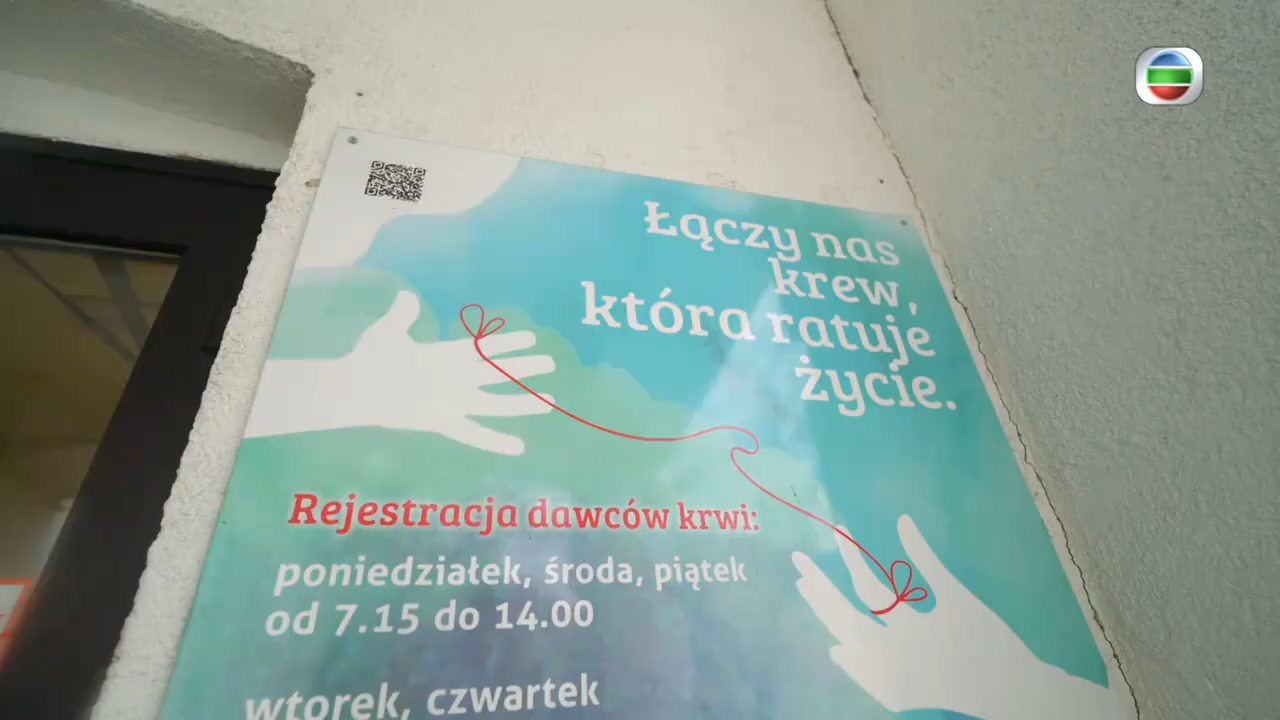 Łączy nas
krew,
która ratuje
życie.
Rejestracja dawców krwi:
poniedziałek, środa, piątek
od 7.15 do 14.00
wtorek, czwartek